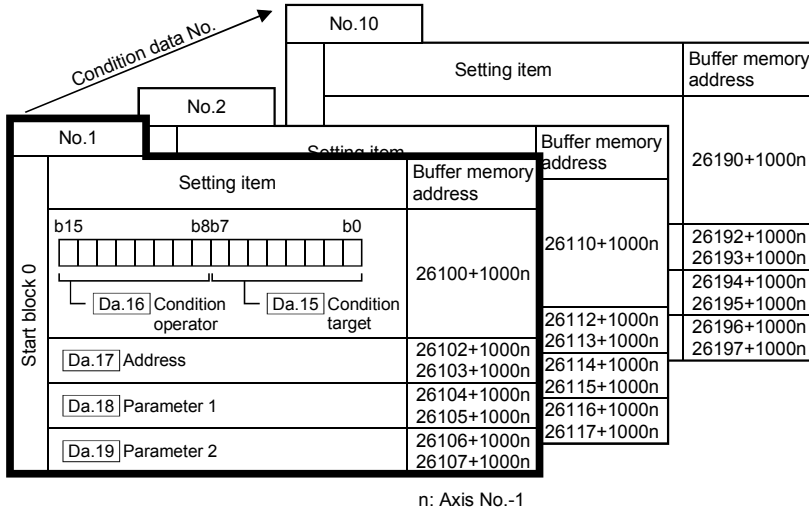 Condition data No.
No.10
Setting item
Buffer memory
address
26190+1000n
26192+1000n
26193+1000n
26194+1000n
26195+1000n
26196+1000n
26197+1000n
No.2
Setting item
Buffer memory
address
26110+1000n
26112+1000n
26113+1000n
26114+1000n
26115+1000n
26116+1000n
26117+1000n
No.1
Start block 0
Setting item
Buffer memory
address
b15 b8b7 b0
Da.16 Condition
operator
Da.15 Condition
target
26100+1000n
Da.17 Address
26102+1000n
26103+1000n
Da.18 Parameter 1
26104+1000n
26105+1000n
Da.19 Parameter 2
26106+1000n
26107+1000n
n: Axis No.-1